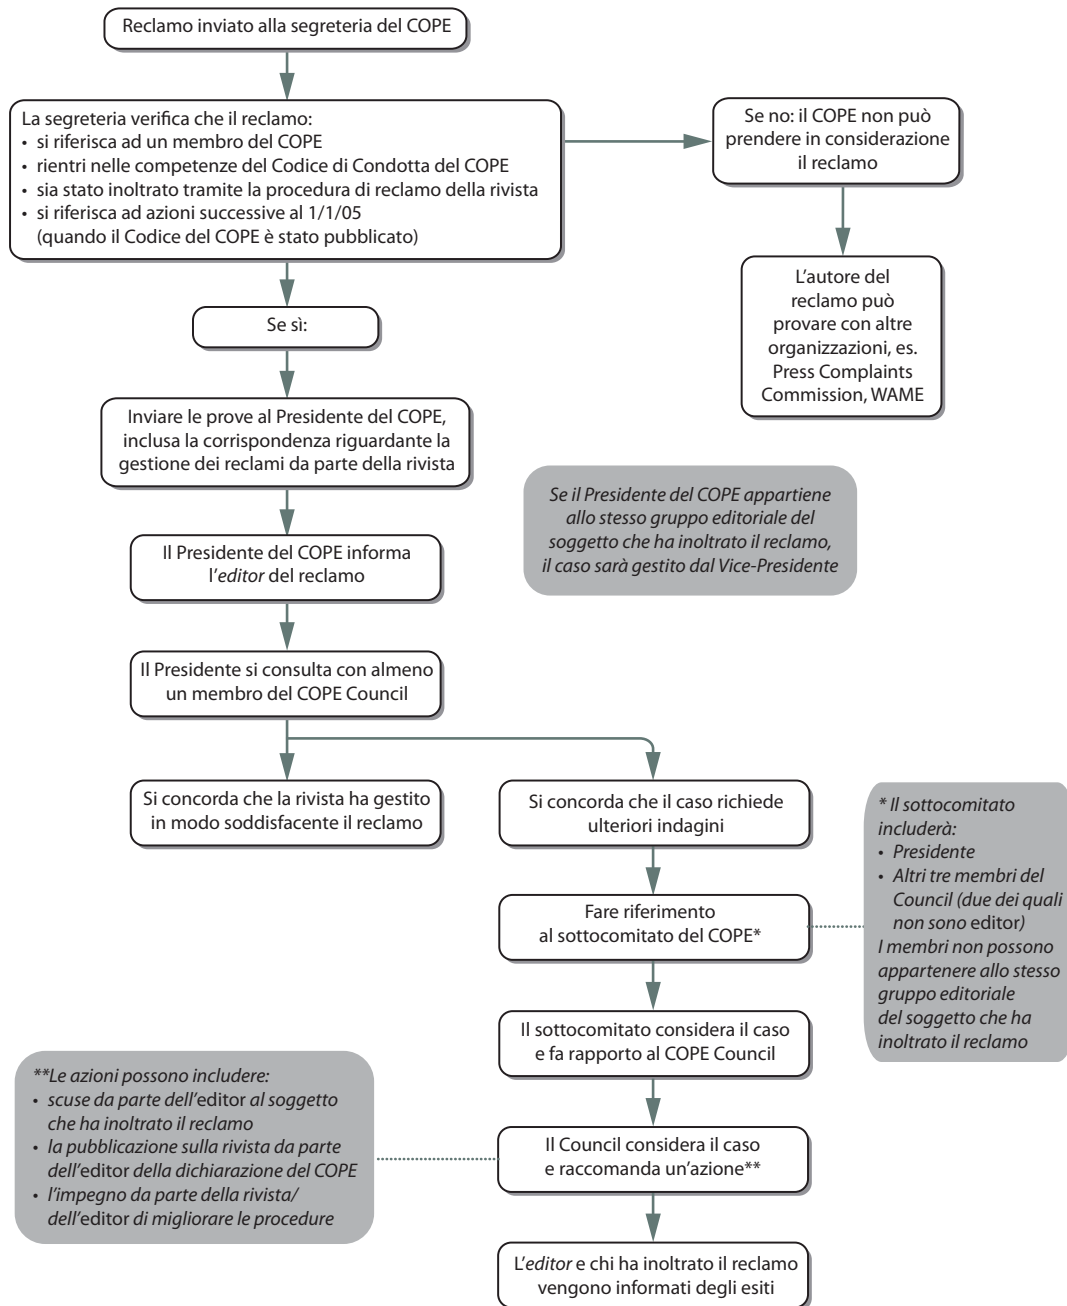 Reclamo inviato alla segreteria del COPE
La segreteria verifica che il reclamo:
• si riferisca ad un membro del COPE
• rientri nelle competenze del Codice di Condotta del COPE
• sia stato inoltrato tramite la procedura di reclamo della rivista
• si riferisca ad azioni successive al 1/1/05
(quando il Codice del COPE è stato pubblicato)
Se no: il COPE non può
prendere in considerazione
il reclamo
L'autore del
reclamo può
provare con altre
organizzazioni, es.
Press Complaints
Commission, WAME
Se sì:
Inviare le prove al Presidente del COPE,
inclusa la corrispondenza riguardante la
gestione dei reclami da parte della rivista
Se il Presidente del COPE appartiene
allo stesso gruppo editoriale del
soggetto che ha inoltrato il reclamo,
il caso sarà gestito dal Vice-Presidente
Il Presidente del COPE informa
l'editor del reclamo
Il Presidente si consulta con almeno
un membro del COPE Council
Si concorda che la rivista ha gestito
in modo soddisfacente il reclamo
Si concorda che il caso richiede
ulteriori indagini
* Il sottocomitato
includerà:
• Presidente
• Altri tre membri del
Council (due dei quali
non sono editor)
I membri non possono
appartenere allo stesso
gruppo editoriale
del soggetto che ha
inoltrato il reclamo
Fare riferimento
al sottocomitato del COPE*
Il sottocomitato considera il caso
e fa rapporto al COPE Council
**Le azioni possono includere:
• scuse da parte dell'editor al soggetto
che ha inoltrato il reclamo
• la pubblicazione sulla rivista da parte
dell'editor della dichiarazione del COPE
• l'impegno da parte della rivista/
dell'editor di migliorare le procedure
Il Council considera il caso
e raccomanda un'azione**
L'editor e chi ha inoltrato il reclamo
vengono informati degli esiti